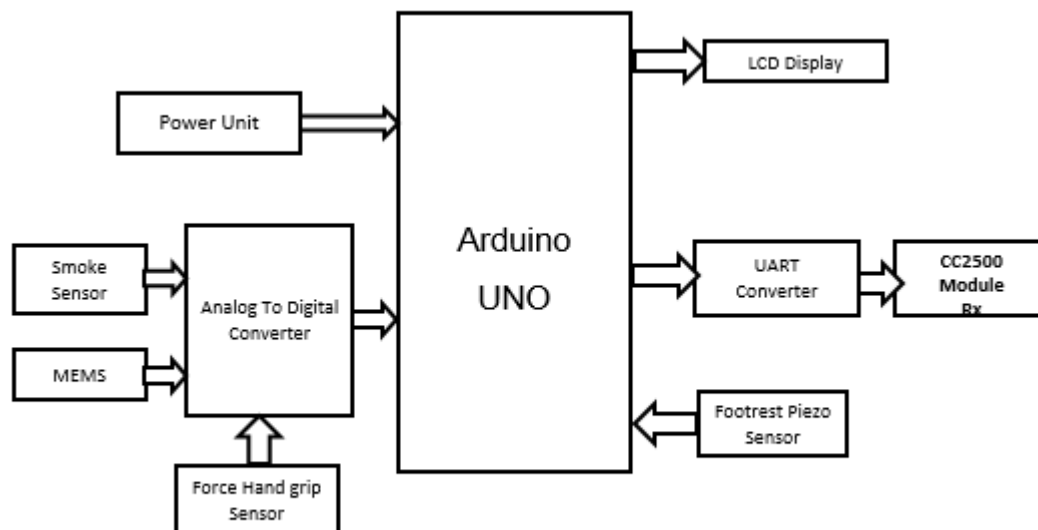 LCD Display
Power Unit
Arduino
UNO
Smoke
Sensor
Analog To Digital
Converter
UART
Converter
CC2500
Module
Rx
MEMS
Footrest Piezo
Sensor
Force Hand grip
Sensor